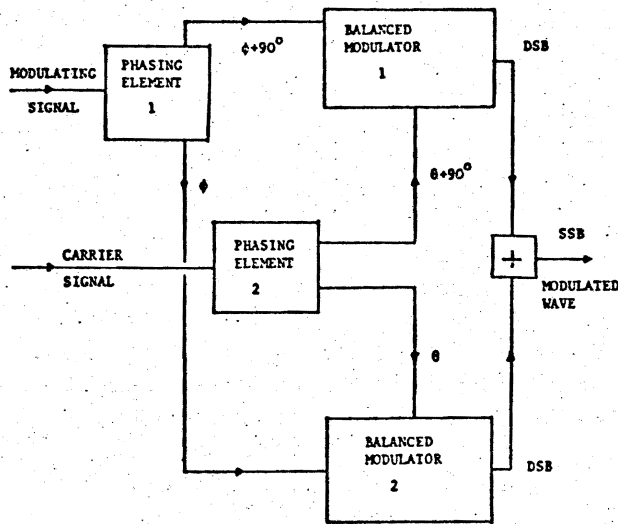 MODULATING
SIGNAL
PHASING
ELEMENT
1
ϕ+90°
BALANCED
MODULATOR
1
DSB
ϕ
θ+90°
CARRIER
SIGNAL
PHASING
ELEMENT
2
+
SSB
MODULATED
WAVE
θ
BALANCED
MODULATOR
2
DSB